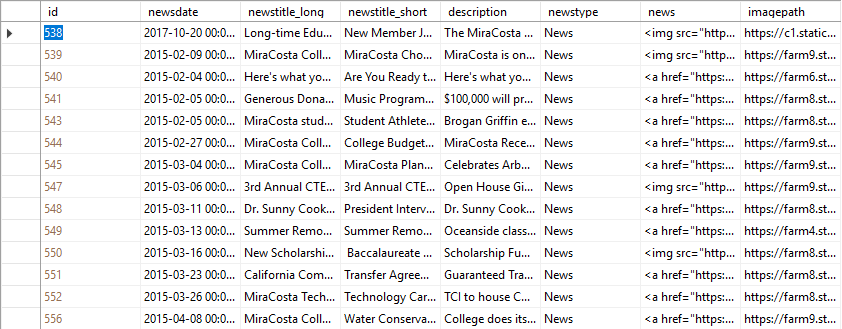 id newsdate newstitle_long newstitle_short description newstype news imagepath
538 2017-10-20 00:0... Long-time Edu... New Member J... The MiraCosta ... News <img src="http... https://c1.static...
539 2015-02-09 00:0... MiraCosta Coll... MiraCosta Cho... MiraCosta is on... News <img src="http... https://farm9.st...
540 2015-02-04 00:0... Here's what yo... Are You Ready t... Here's what yo... News <a href="https:... https://farm6.st...
541 2015-02-05 00:0... Generous Dona... Music Program... $100,000 will pr... News <a href="https:... https://farm8.st...
543 2015-02-05 00:0... MiraCosta stud... Student Athlete... Brogan Griffin e... News <a href="https:... https://farm8.st...
544 2015-02-27 00:0... MiraCosta Coll... College Budget... MiraCosta Rece... News <a href="https:... https://farm9.st...
545 2015-03-04 00:0... MiraCosta Coll... MiraCosta Plan... Celebrates Arb... News <a href="https:... https://farm9.st...
547 2015-03-06 00:0... 3rd Annual CTE... 3rd Annual CTE... Open House Gi... News <img src="http... https://farm9.st...
548 2015-03-11 00:0... Dr. Sunny Cook... President Interv... Dr. Sunny Cook... News <a href="https:... https://farm8.st...
549 2015-03-13 00:0... Summer Remo... Summer Remo... Oceanside class... News <a href="https:... https://farm4.st...
550 2015-03-16 00:0... New Scholarshi... Baccalaureate ... Scholarship Fu... News <img src="http... https://farm8.st...
551 2015-03-23 00:0... California Com... Transfer Agree... Guaranteed Tra... News <a href="https:... https://farm8.st...
552 2015-03-26 00:0... MiraCosta Tech... Technology Car... TCI to house C... News <a href="https:... https://farm8.st...
556 2015-04-08 00:0... MiraCosta Coll... Water Conserva... College does its... News <a href="https:... https://farm9.st...